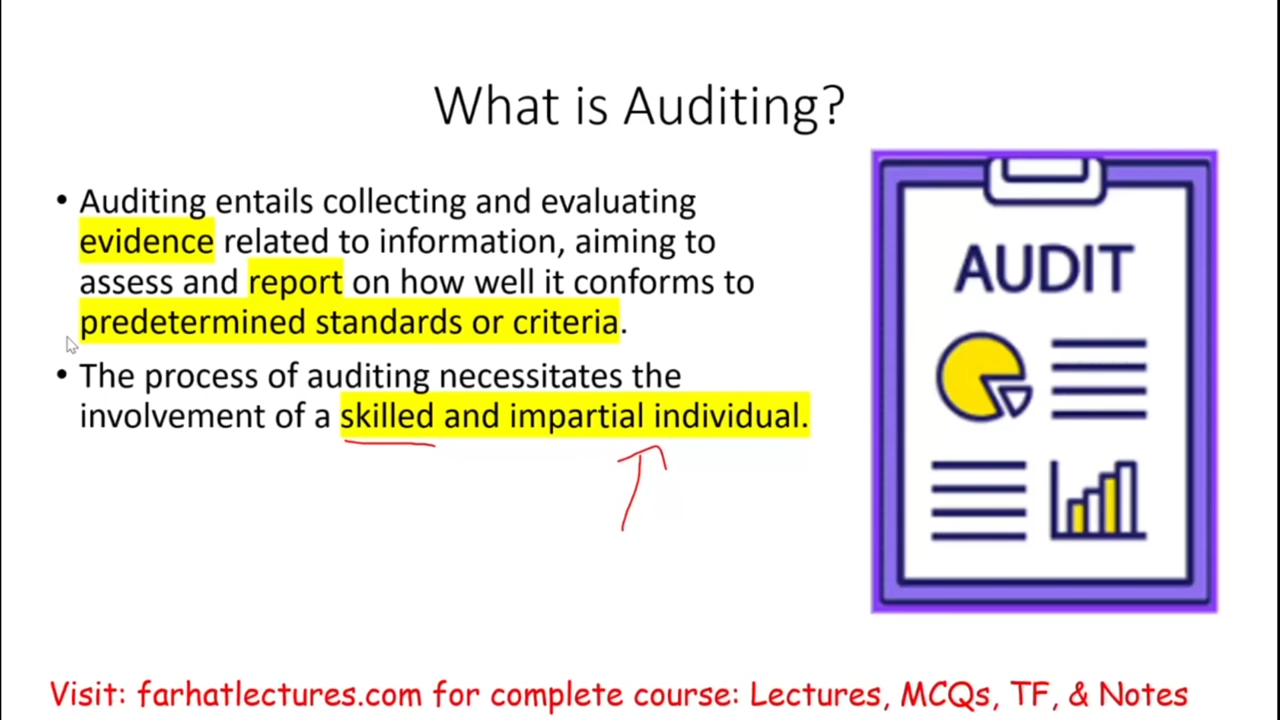 What is Auditing?
• Auditing entails collecting and evaluating
evidence related to information, aiming to
assess and report on how well it conforms to
predetermined standards or criteria.
• The process of auditing necessitates the
involvement of a skilled and impartial individual.
AUDIT
Visit: farhatlectures.com for complete course: Lectures, MCQs, TF, & Notes